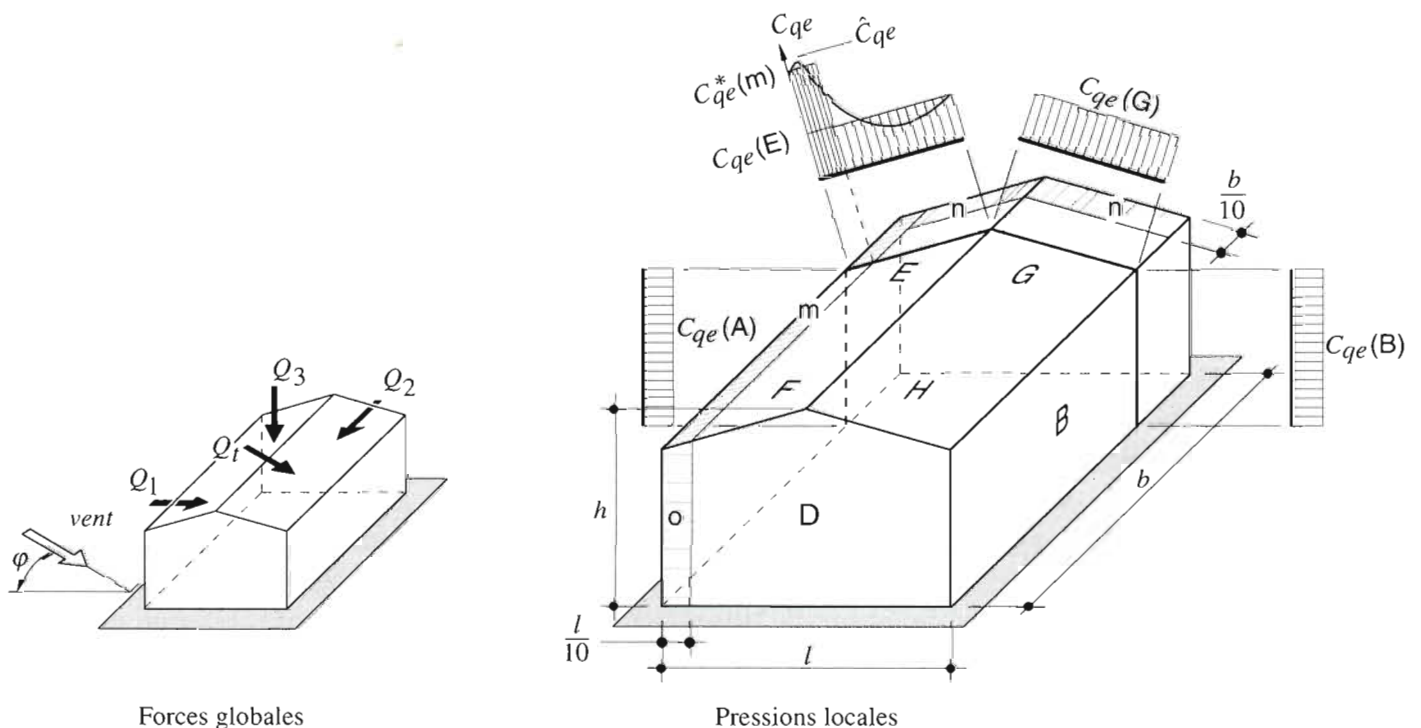 C_qe
Ĉ_qe
C*_qe(m)
C_qe(E)
C_qe(G)
b/10
n
n
E
G
m
C_qe(A)
C_qe(B)
F
H
B
b
h
o
D
l/10
l
Q_3
Q_2
Q_t
Q_1
vent
φ
Forces globales
Pressions locales